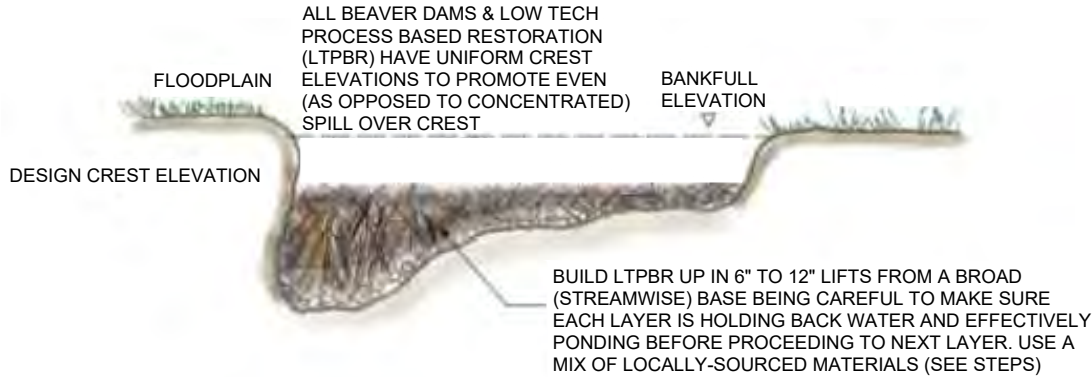 ALL BEAVER DAMS & LOW TECH
PROCESS BASED RESTORATION
(LTPBR) HAVE UNIFORM CREST
ELEVATIONS TO PROMOTE EVEN
(AS OPPOSED TO CONCENTRATED)
SPILL OVER CREST
FLOODPLAIN
BANKFULL
ELEVATION
DESIGN CREST ELEVATION
BUILD LTPBR UP IN 6" TO 12" LIFTS FROM A BROAD
(STREAMWISE) BASE BEING CAREFUL TO MAKE SURE
EACH LAYER IS HOLDING BACK WATER AND EFFECTIVELY
PONDING BEFORE PROCEEDING TO NEXT LAYER. USE A
MIX OF LOCALLY-SOURCED MATERIALS (SEE STEPS)